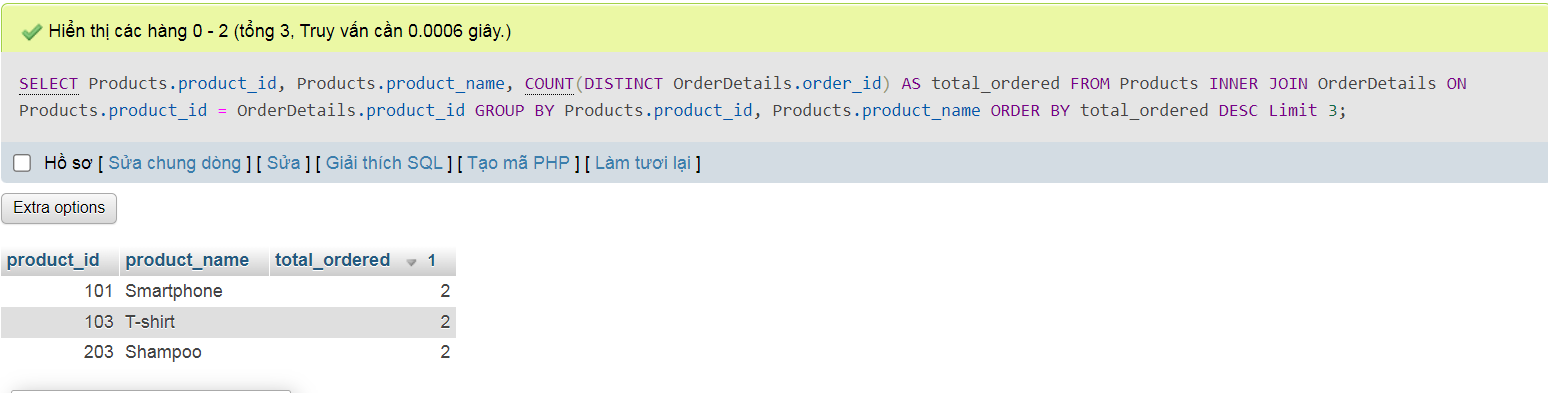 Hiển thị các hàng 0 - 2 (tổng 3, Truy vấn cần 0.0006 giây.)
SELECT Products.product_id, Products.product_name, COUNT(DISTINCT OrderDetails.order_id) AS total_ordered FROM Products INNER JOIN OrderDetails ON
Products.product_id = OrderDetails.product_id GROUP BY Products.product_id, Products.product_name ORDER BY total_ordered DESC Limit 3;
Hồ sơ [ Sửa chung dòng ] [ Sửa ] [ Giải thích SQL ] [ Tạo mã PHP ] [ Làm tươi lại ]
Extra options
product_id product_name total_ordered 1
101 Smartphone 2
103 T-shirt 2
203 Shampoo 2